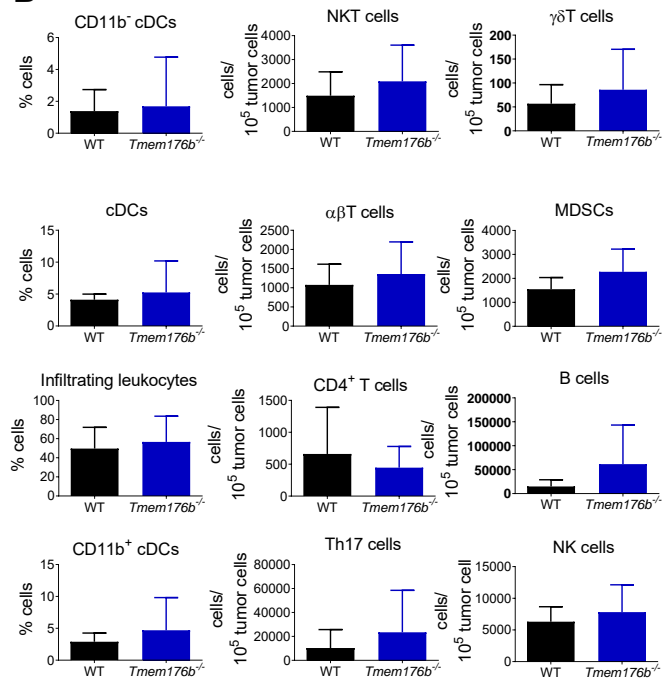 CD11b⁻ cDCs
% cells
6
4
2
0
WT
Tmem176b⁻/⁻
NKT cells
cells/
10⁵ tumor cells
4000
3000
2000
1000
0
WT
Tmem176b⁻/⁻
γδT cells
cells/
10⁵ tumor cells
200
150
100
50
0
WT
Tmem176b⁻/⁻
cDCs
% cells
15
10
5
0
WT
Tmem176b⁻/⁻
αβT cells
cells/
10⁵ tumor cells
2500
2000
1500
1000
500
0
WT
Tmem176b⁻/⁻
MDSCs
cells/
10⁵ tumor cells
4000
3000
2000
1000
0
WT
Tmem176b⁻/⁻
Infiltrating leukocytes
% cells
100
80
60
40
20
0
WT
Tmem176b⁻/⁻
CD4⁺ T cells
cells/
10⁵ tumor cells
1500
1000
500
0
WT
Tmem176b⁻/⁻
B cells
cells/
10⁵ tumor cells
200000
150000
100000
50000
0
WT
Tmem176b⁻/⁻
CD11b⁺ cDCs
% cells
15
10
5
0
WT
Tmem176b⁻/⁻
Th17 cells
cells/
10⁵ tumor cells
80000
60000
40000
20000
0
WT
Tmem176b⁻/⁻
NK cells
cells/
10⁵ tumor cell
15000
10000
5000
0
WT
Tmem176b⁻/⁻